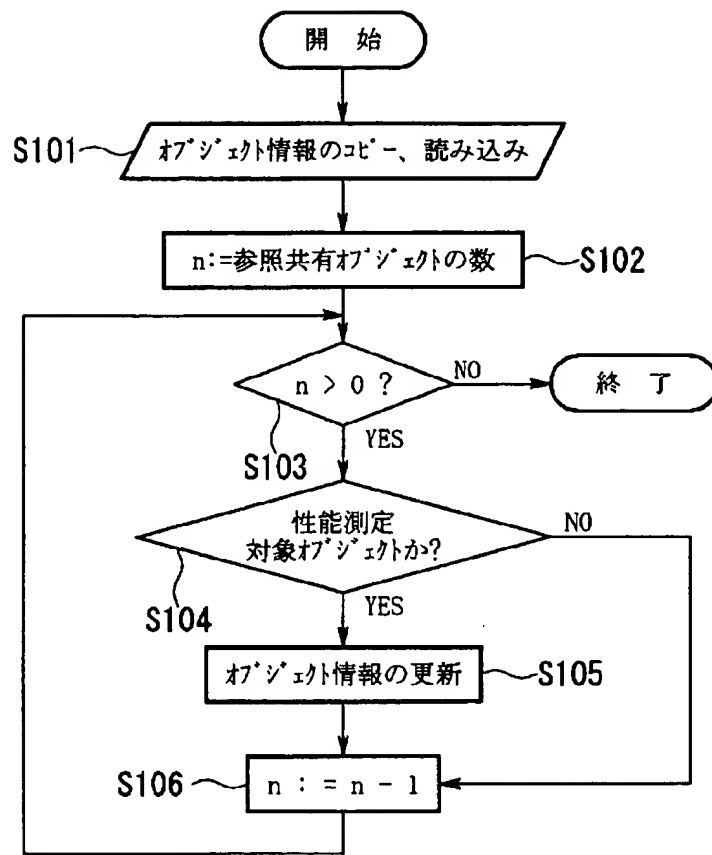 開 始
S101
オブジェクト情報のコピー、読み込み
n:=参照共有オブジェクトの数
S102
n > 0 ?
NO
終 了
S103
YES
性能測定
対象オブジェクトか?
NO
S104
YES
オブジェクト情報の更新
S105
S106
n : = n - 1